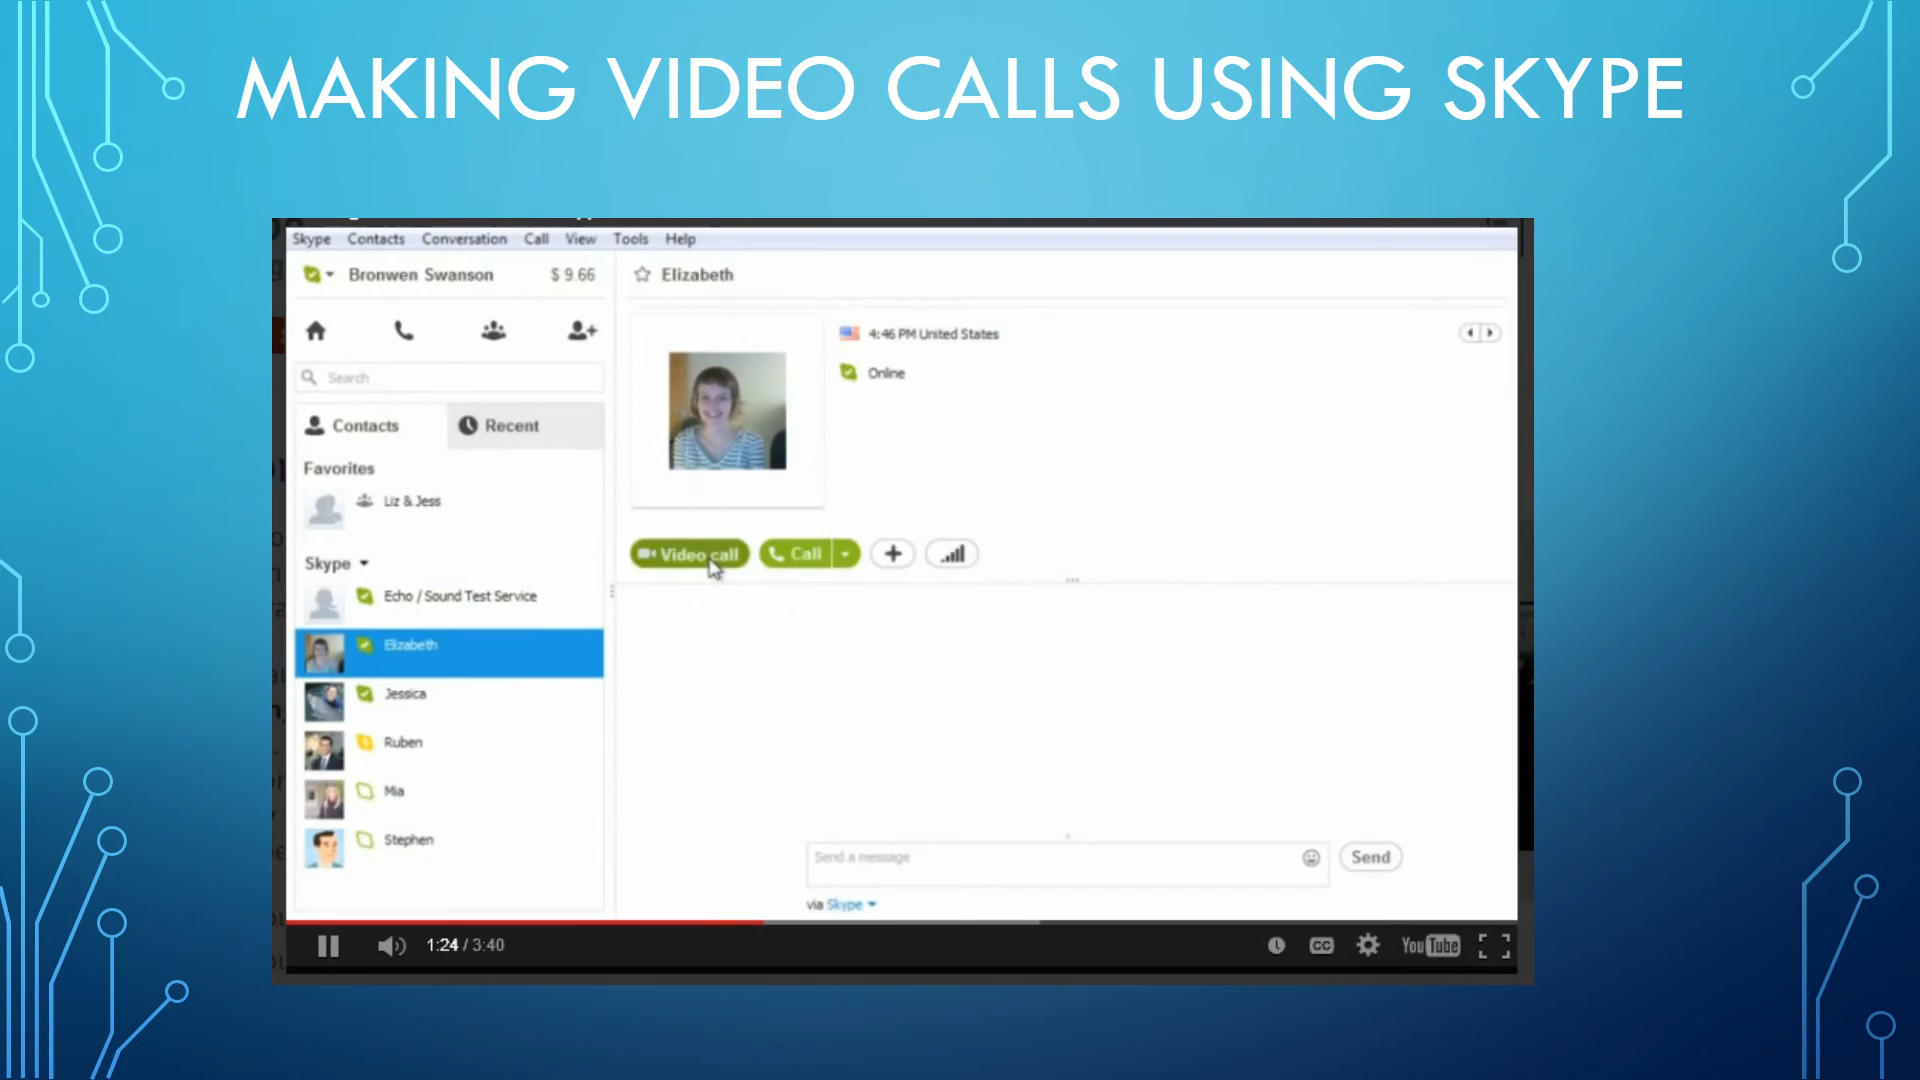 MAKING VIDEO CALLS USING SKYPE
Skype Contacts Conversation Call View Tools Help
Bronwen Swanson $ 9.66
Elizabeth
4:46 PM United States
Online
Search
Contacts Recent
Favorites
Liz & Jess
Video call Call
Skype
Echo / Sound Test Service
Elizabeth
Jessica
Ruben
Mia
Stephen
Send a message
Send
via Skype
1:24 / 3:40
CC
YouTube